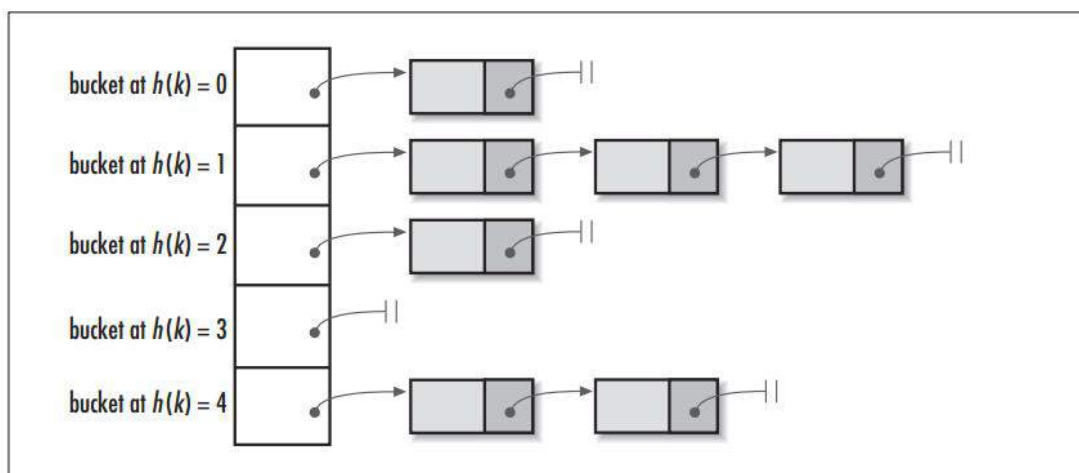 bucket at h(k) = 0
bucket at h(k) = 1
bucket at h(k) = 2
bucket at h(k) = 3
bucket at h(k) = 4